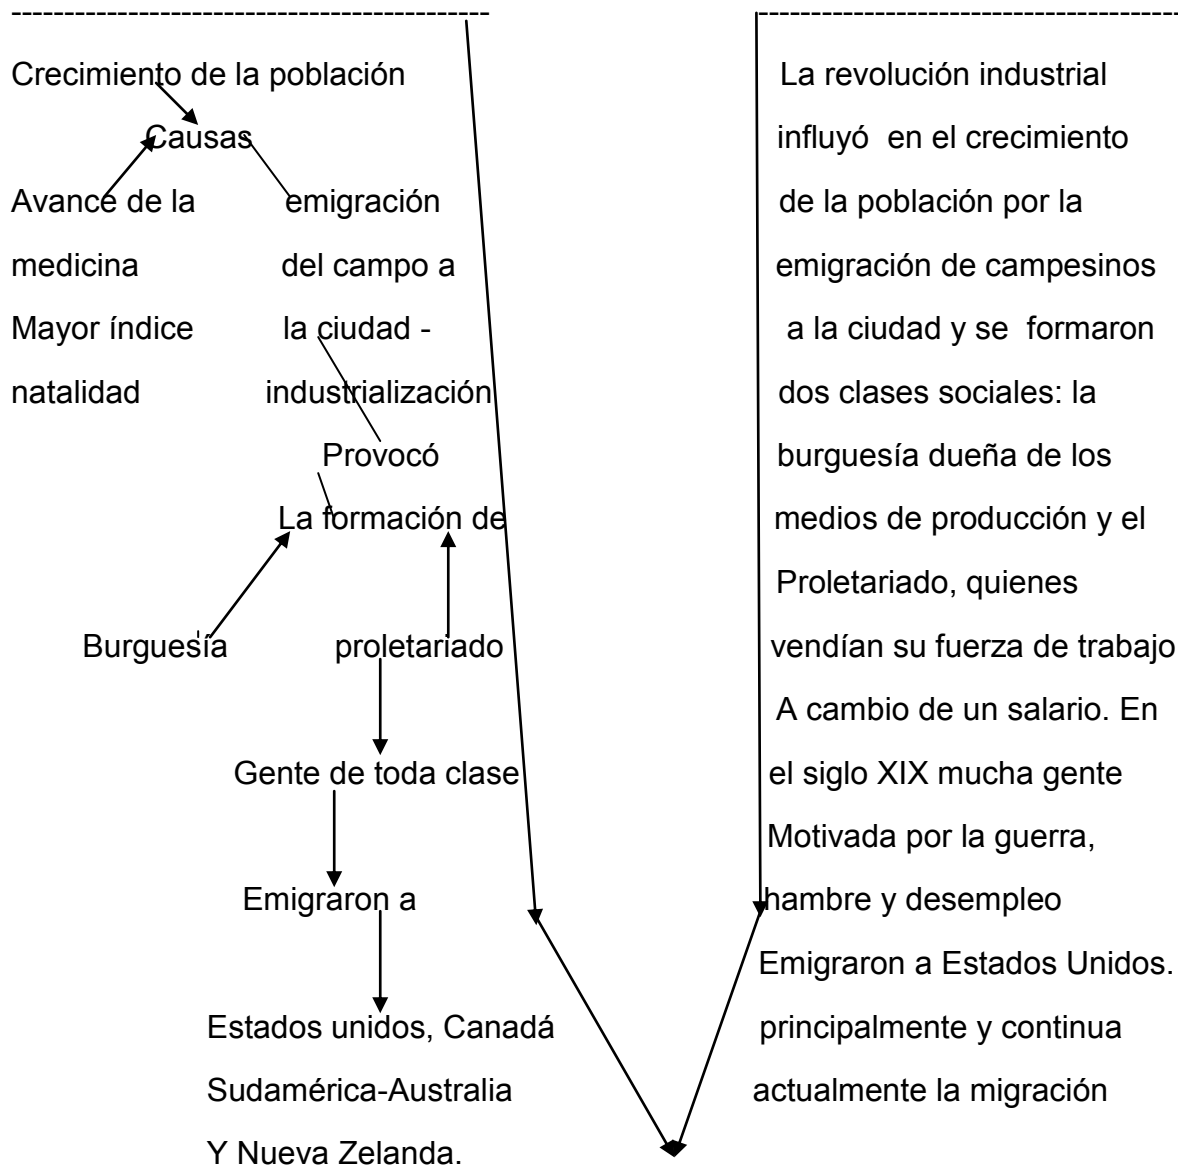 Crecimiento de la población
Causas
Avance de la emigración
medicina del campo a
Mayor índice la ciudad -
natalidad industrialización
Provocó
La formación de
Burguesía proletariado
Gente de toda clase
Emigraron a
Estados unidos, Canadá
Sudamérica-Australia
Y Nueva Zelanda.
La revolución industrial
influyó en el crecimiento
de la población por la
emigración de campesinos
a la ciudad y se formaron
dos clases sociales: la
burguesía dueña de los
medios de producción y el
Proletariado, quienes
vendían su fuerza de trabajo
A cambio de un salario. En
el siglo XIX mucha gente
Motivada por la guerra,
hambre y desempleo
Emigraron a Estados Unidos.
principalmente y continua
actualmente la migración